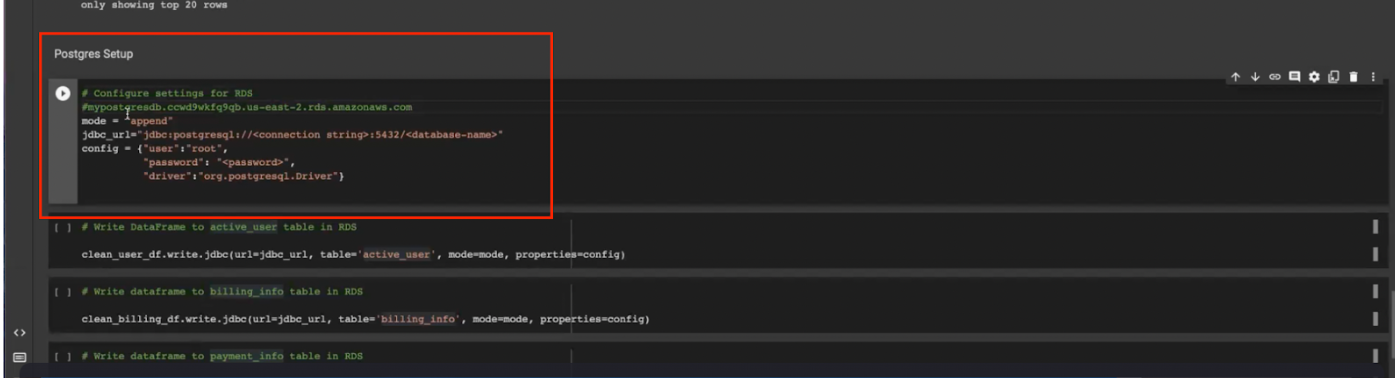 only showing top 20 rows
Postgres Setup
# Configure settings for RDS
#mypostgresdb.ccwd9wkfq9qb.us-east-2.rds.amazonaws.com
mode = "append"
jdbc_url="jdbc:postgresql://<connection string>:5432/<database-name>"
config = {"user":"root",
"password": "<password>",
"driver":"org.postgresql.Driver"}
[ ] # Write DataFrame to active_user table in RDS
clean_user_df.write.jdbc(url=jdbc_url, table='active_user', mode=mode, properties=config)
[ ] # Write dataframe to billing_info table in RDS
clean_billing_df.write.jdbc(url=jdbc_url, table='billing_info', mode=mode, properties=config)
[ ] # Write dataframe to payment_info table in RDS